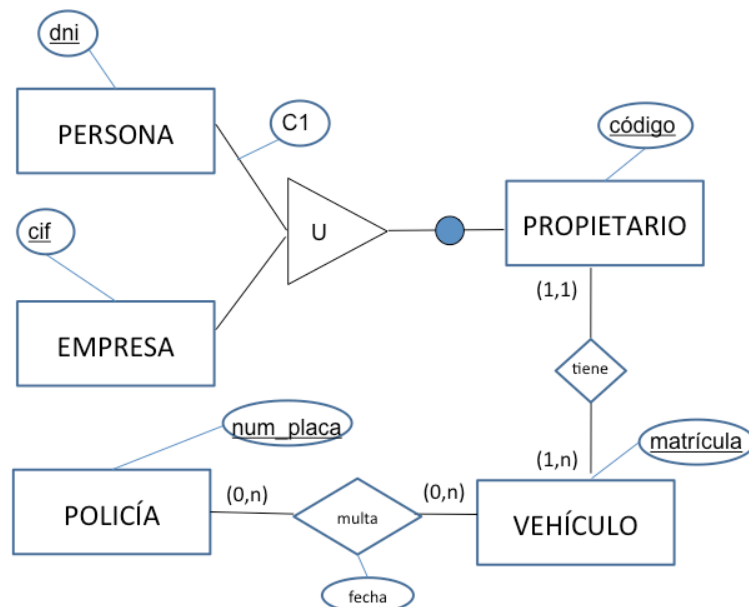 dni
PERSONA
C1
código
U
PROPIETARIO
cif
EMPRESA
(1,1)
tiene
num_placa
matrícula
(1,n)
POLICÍA
(0,n)
multa
(0,n)
VEHÍCULO
fecha